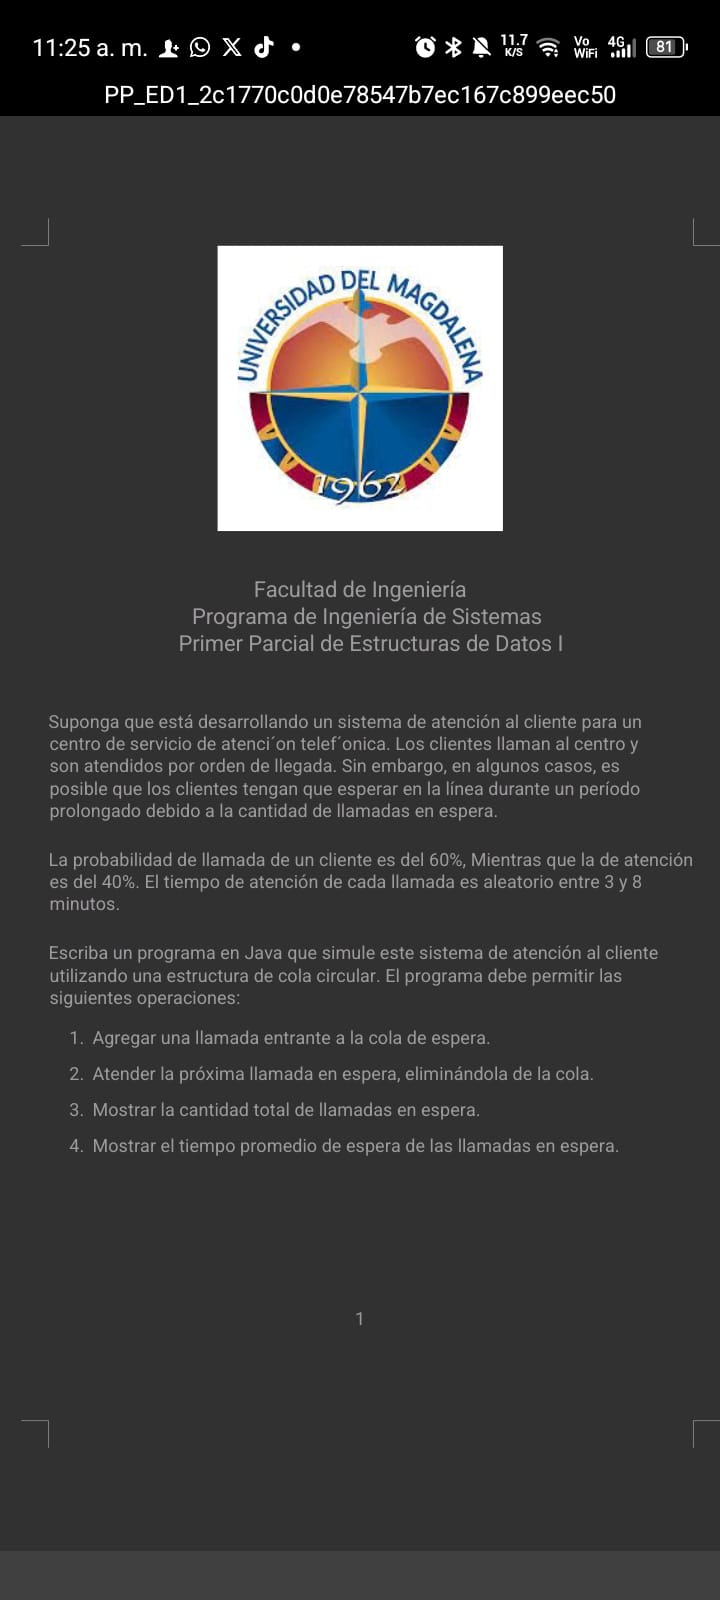 11:25 a. m.
11.7
K/S
Vo
WiFi
4G
81
PP_ED1_2c1770c0d0e78547b7ec167c899eec50
UNIVERSIDAD DEL MAGDALENA
1962
Facultad de Ingeniería
Programa de Ingeniería de Sistemas
Primer Parcial de Estructuras de Datos I
Suponga que está desarrollando un sistema de atención al cliente para un
centro de servicio de atenci´on telef´onica. Los clientes llaman al centro y
son atendidos por orden de llegada. Sin embargo, en algunos casos, es
posible que los clientes tengan que esperar en la línea durante un período
prolongado debido a la cantidad de llamadas en espera.
La probabilidad de llamada de un cliente es del 60%, Mientras que la de atención
es del 40%. El tiempo de atención de cada llamada es aleatorio entre 3 y 8
minutos.
Escriba un programa en Java que simule este sistema de atención al cliente
utilizando una estructura de cola circular. El programa debe permitir las
siguientes operaciones:
1. Agregar una llamada entrante a la cola de espera.
2. Atender la próxima llamada en espera, eliminándola de la cola.
3. Mostrar la cantidad total de llamadas en espera.
4. Mostrar el tiempo promedio de espera de las llamadas en espera.
1